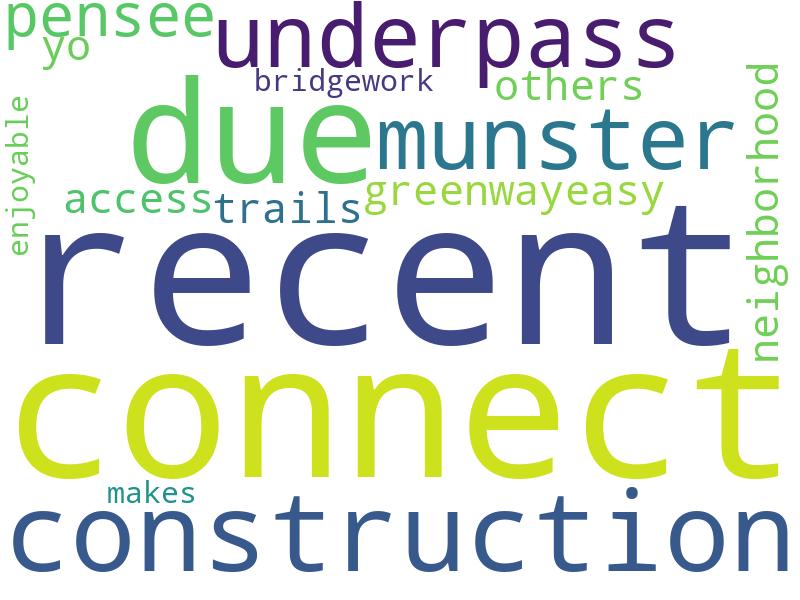 pensee
underpass
yo
bridgework
others
due
munster
neighborhood
enjoyable
access
trails
greenwayeasy
recent
connect
makes
construction